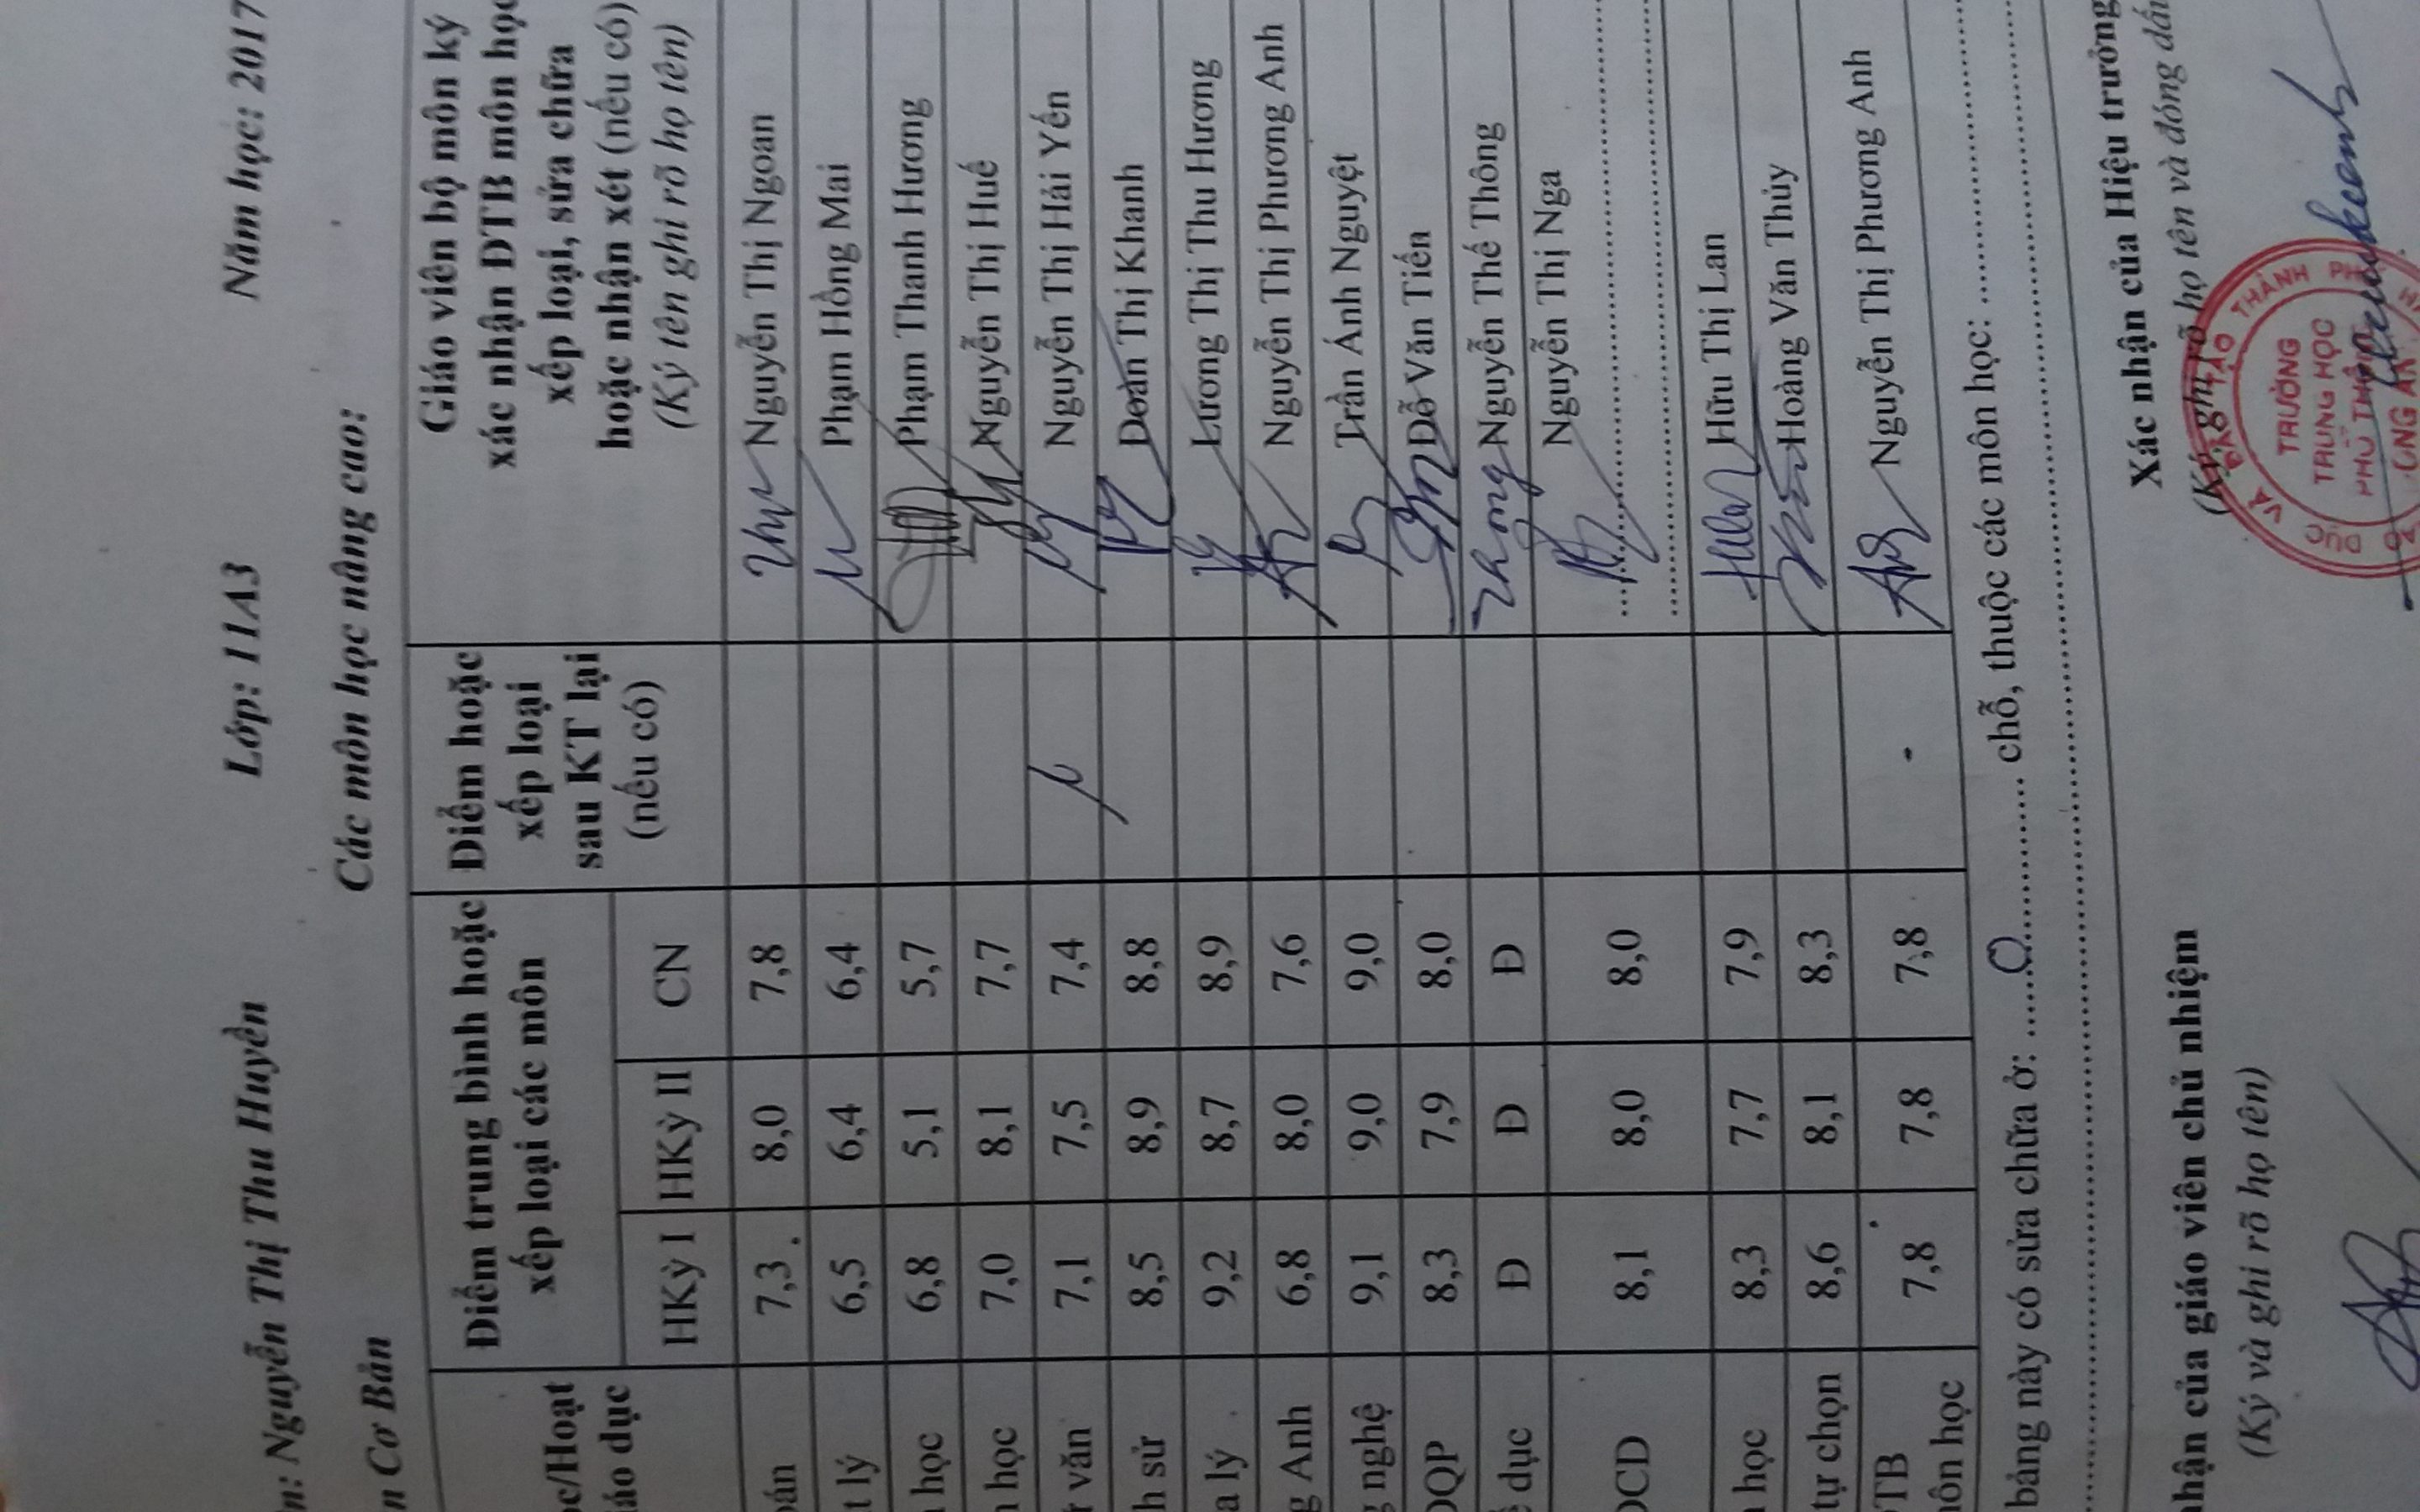 Nguyễn Thị Thu Huyền Lớp: 11A3 Năm học: 2017
Cơ Bản Các môn học nâng cao:
Điểm trung bình hoặc xếp loại các môn
HKỳ I HKỳ II CN
Điểm hoặc xếp loại sau KT lại (nếu có)
Giáo viên bộ môn ký
xác nhận ĐTB môn học
xếp loại, sửa chữa
hoặc nhận xét (nếu có)
(Ký tên ghi rõ họ tên)
7,3 8,0 7,8 Nguyễn Thị Ngoan
lý 6,5 6,4 6,4 Phạm Hồng Mai
học 6,8 5,1 5,7 Phạm Thanh Hương
học 7,0 8,1 7,7 Nguyễn Thị Huế
văn 7,1 7,5 7,4 Nguyễn Thị Hải Yến
sử 8,5 8,9 8,8 Đoàn Thị Khanh
lý 9,2 8,7 8,9 Lương Thị Thu Hương
Anh 6,8 8,0 7,6 Nguyễn Thị Phương Anh
nghệ 9,1 9,0 9,0 Trần Ánh Nguyệt
QP 8,3 7,9 8,0 Đỗ Văn Tiến
dục Đ Đ Đ Thông Nguyễn Thế Thông
CD 8,1 8,0 8,0 Nguyễn Thị Nga
học 8,3 7,7 7,9 Hữu Thị Lan
tự chọn 8,6 8,1 8,3 Hoàng Văn Thủy
TB
môn học 7,8 7,8 7,8 - Nguyễn Thị Phương Anh
bảng này có sửa chữa ở: ......0............ chỗ, thuộc các môn học: ..................
nhận của giáo viên chủ nhiệm
(Ký và ghi rõ họ tên)
Xác nhận của Hiệu trưởng
(Ký, ghi rõ họ tên và đóng dấu
VÀ ĐÀO TẠO THÀNH PH
TRƯỜNG
TRUNG HỌC
PHỔ THÔNG